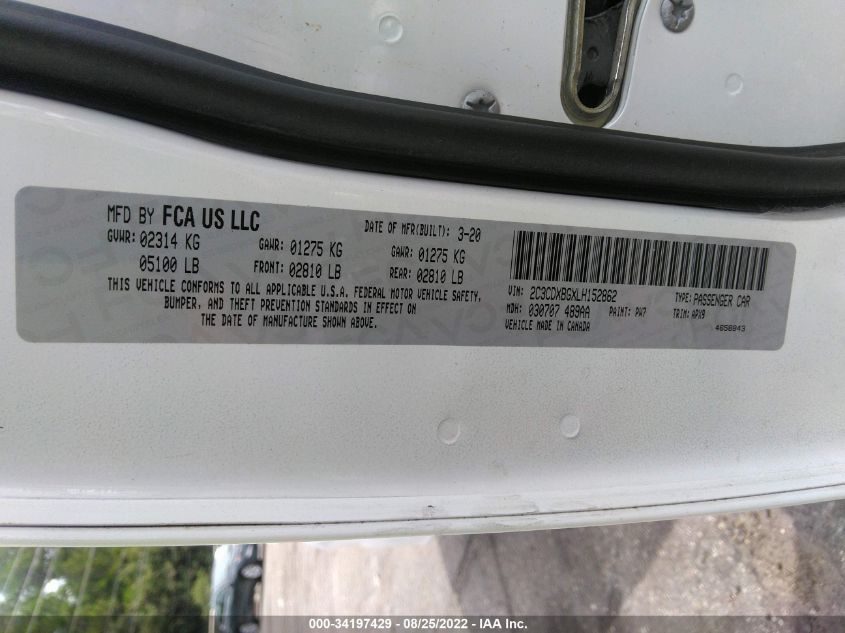 MFD BY FCA US LLC
DATE OF MFR(BUILT): 3-20
GVWR: 02314 KG GAWR: 01275 KG GAWR: 01275 KG
05100 LB FRONT: 02810 LB REAR: 02810 LB
THIS VEHICLE CONFORMS TO ALL APPLICABLE U.S.A. FEDERAL MOTOR VEHICLE SAFETY,
BUMPER, AND THEFT PREVENTION STANDARDS IN EFFECT ON
THE DATE OF MANUFACTURE SHOWN ABOVE.
VIN: 2C3CDXBGXLH152862 TYPE: PASSENGER CAR
MDH: 030707 489AA PAINT: PW7 TRIM: APX9
VEHICLE MADE IN CANADA 4656943
000-34197429 - 08/25/2022 - IAA Inc.